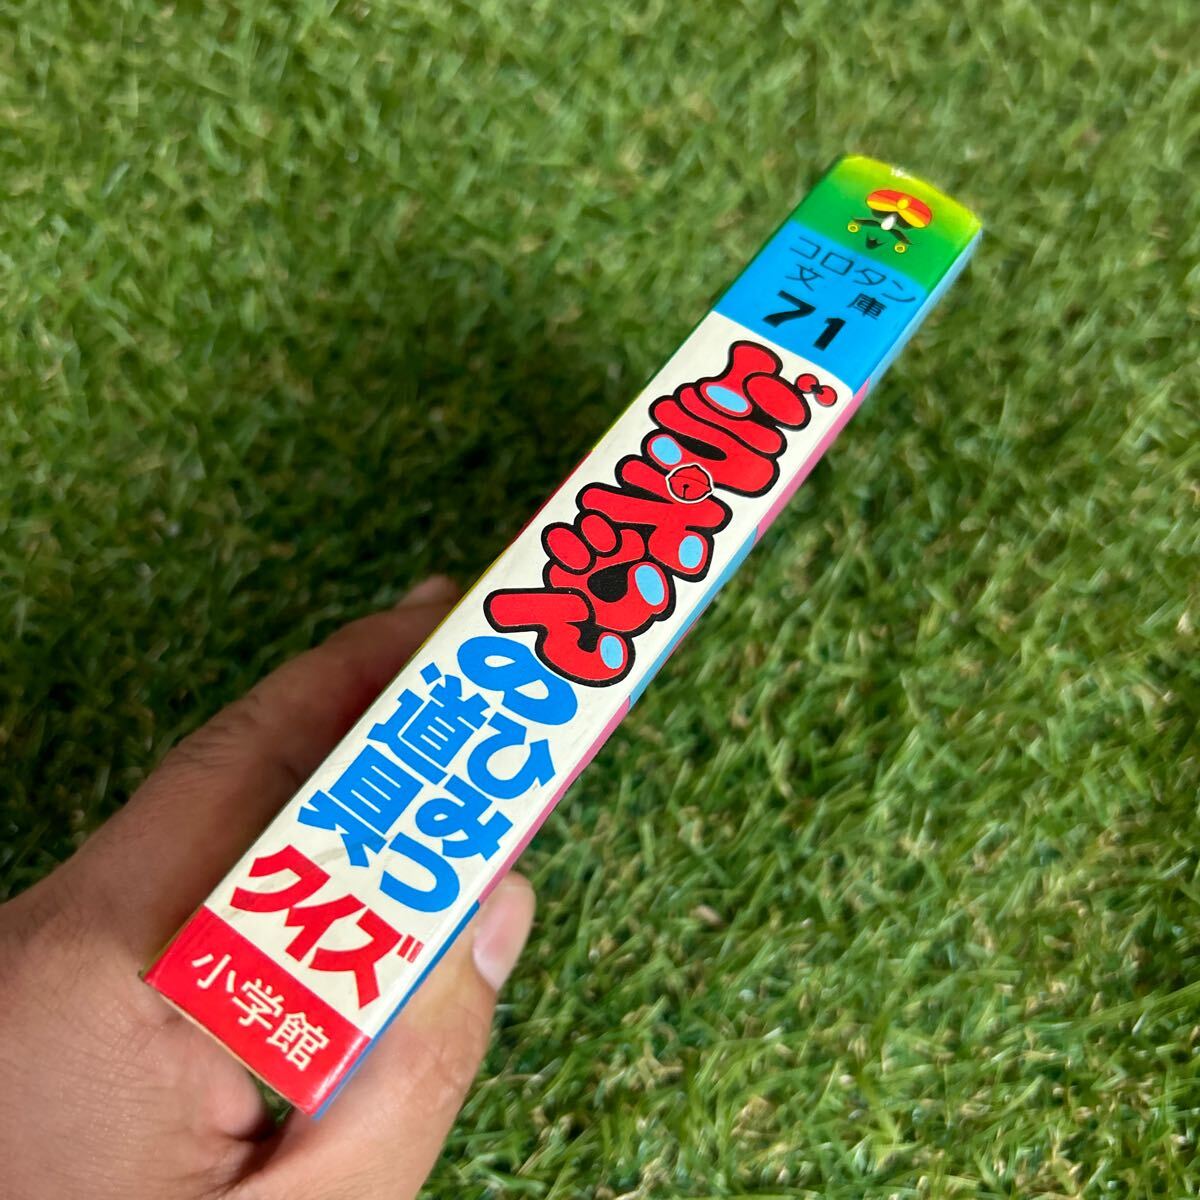 コロタン
文庫
71
ドラえもん
のひみつ
道具
クイズ
小学館